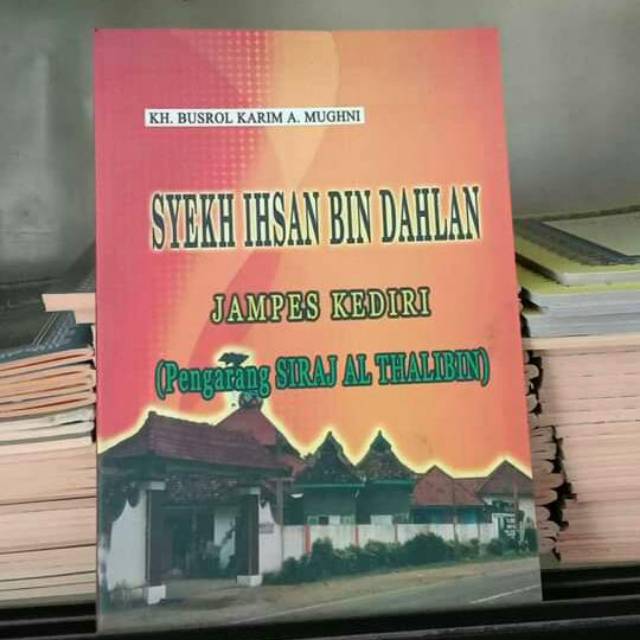 KH. BUSROL KARIM A. MUGHNI
SYEKH IHSAN BIN DAHLAN
JAMPES KEDIRI
(Pengarang SIRAJ AL THALIBIN)